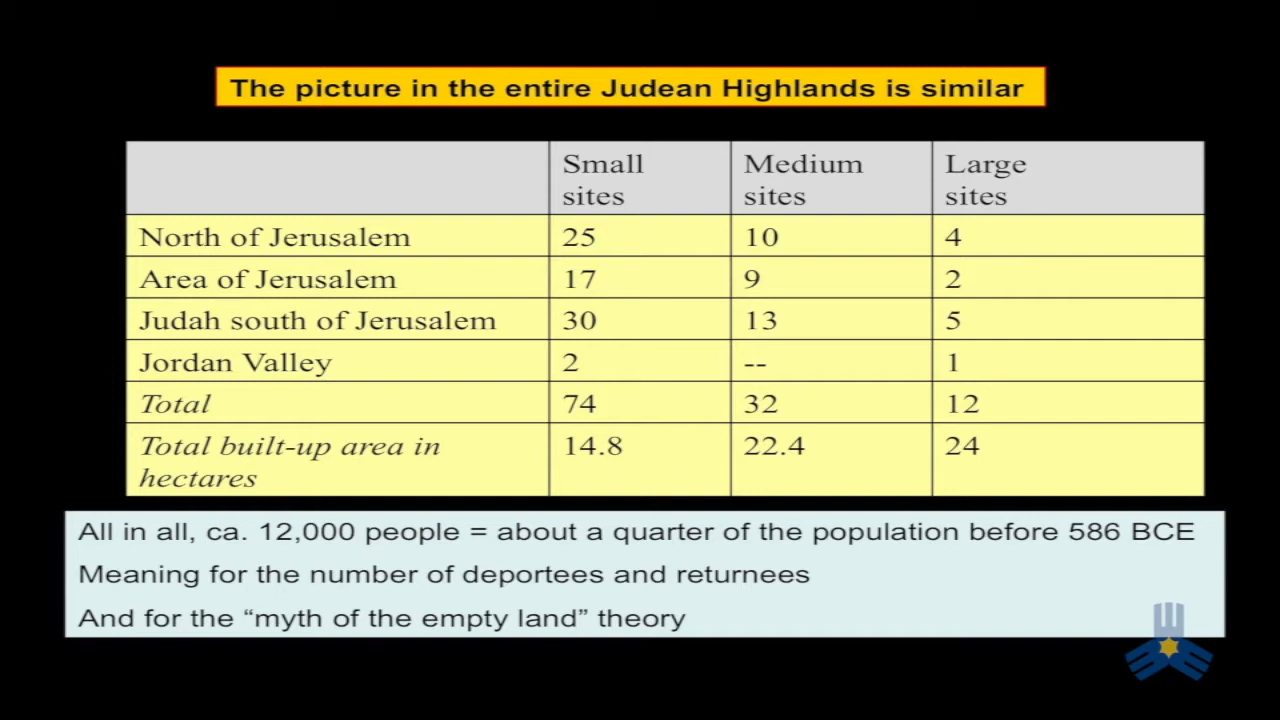 The picture in the entire Judean Highlands is similar
Small sites Medium sites Large sites
North of Jerusalem 25 10 4
Area of Jerusalem 17 9 2
Judah south of Jerusalem 30 13 5
Jordan Valley 2 -- 1
Total 74 32 12
Total built-up area in hectares 14.8 22.4 24
All in all, ca. 12,000 people = about a quarter of the population before 586 BCE
Meaning for the number of deportees and returnees
And for the “myth of the empty land” theory